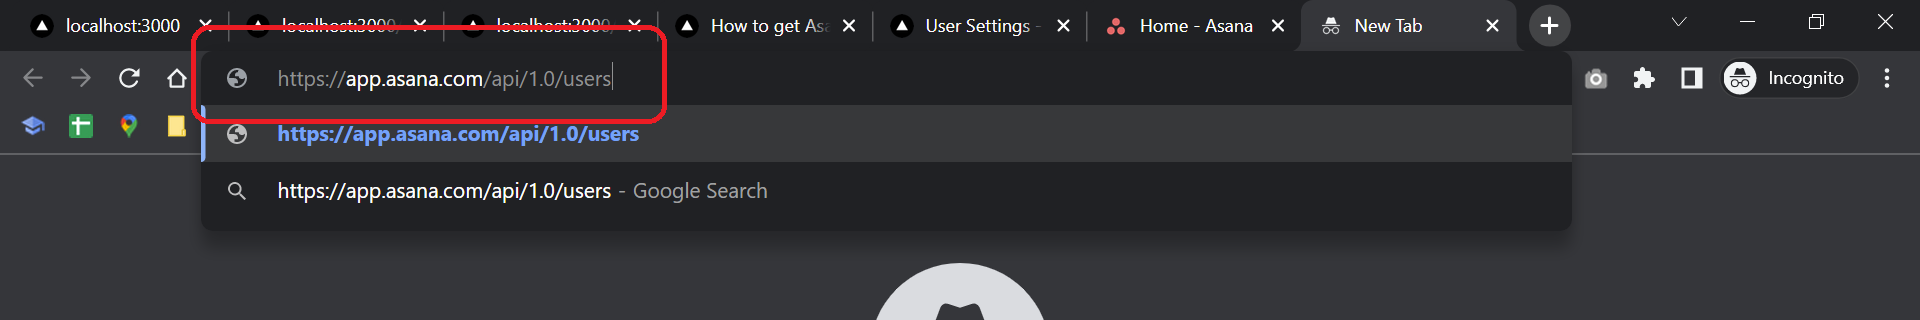 localhost:3000
localhost:3000
localhost:3000
How to get Asa
User Settings -
Home - Asana
New Tab
https://app.asana.com/api/1.0/users
Incognito
https://app.asana.com/api/1.0/users
https://app.asana.com/api/1.0/users - Google Search